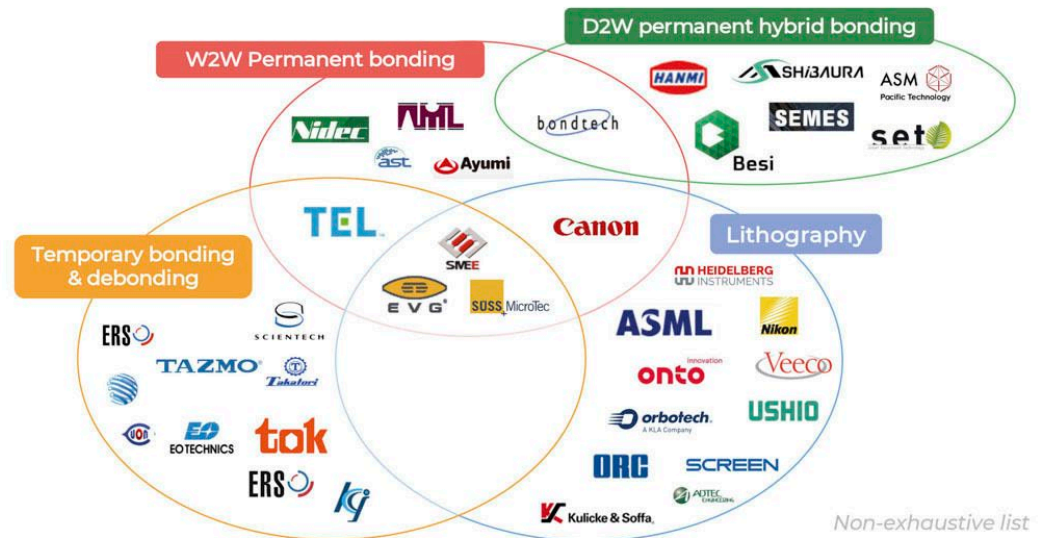 D2W permanent hybrid bonding
W2W Permanent bonding
HANMI
SHIBAURA
ASM
Pacific Technology
Nidec
AML
bondtech
SEMES
set
ast
Ayumi
Besi
TEL
Canon
SMEE
Lithography
Temporary bonding
& debonding
EVG
SUSS MicroTec
HEIDELBERG
INSTRUMENTS
ERS
SCIENTECH
ASML
Nikon
TAZMO
Takatori
innovation
onto
Veeco
UON
EO TECHNICS
tok
orbotech.
A KLA Company
USHIO
ERS
ORC
SCREEN
ADTEC
ENGINEERING
Kulicke & Soffa
Non-exhaustive list